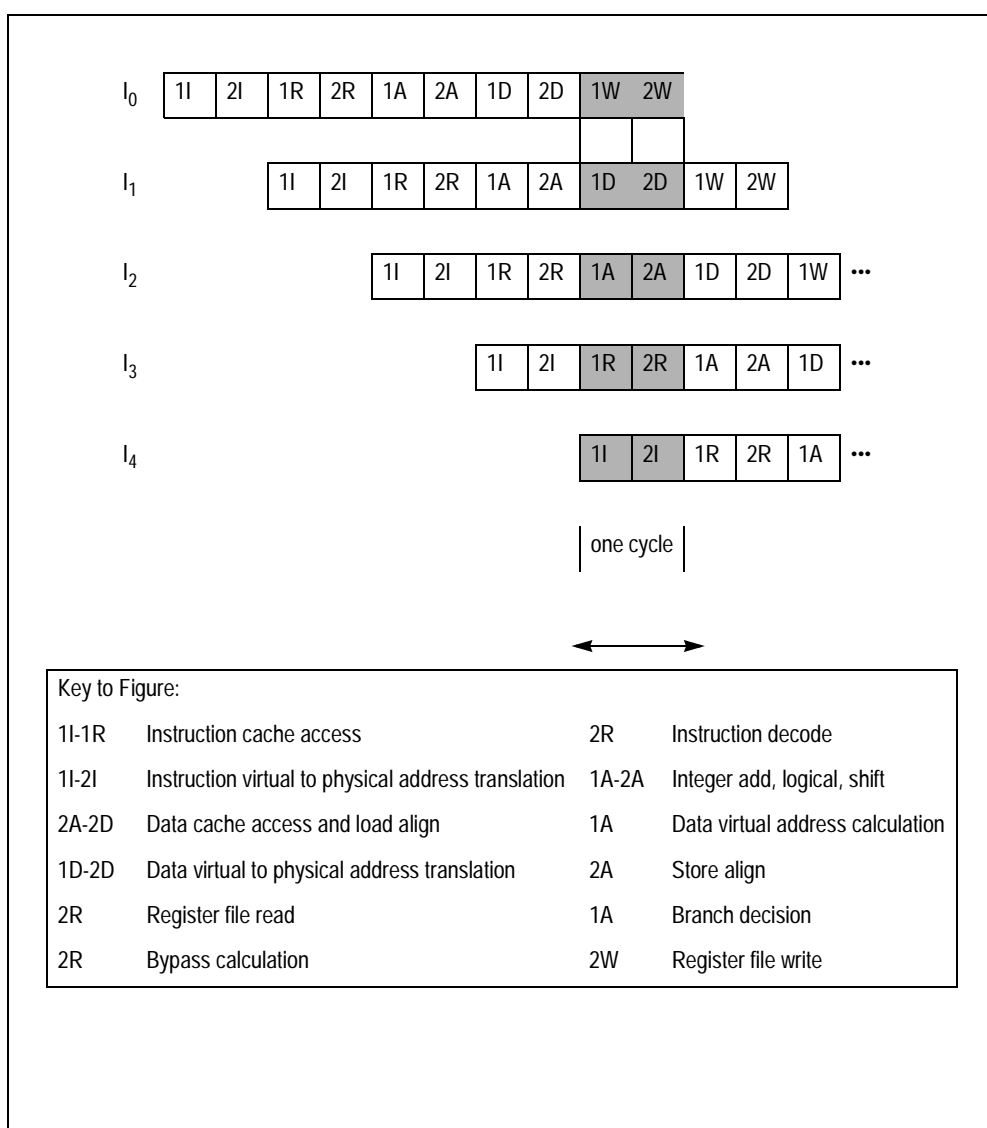 I0 1I 2I 1R 2R 1A 2A 1D 2D 1W 2W
I1 1I 2I 1R 2R 1A 2A 1D 2D 1W 2W
I2 1I 2I 1R 2R 1A 2A 1D 2D 1W •••
I3 1I 2I 1R 2R 1A 2A 1D •••
I4 1I 2I 1R 2R 1A •••
one cycle
Key to Figure:
1I-1R Instruction cache access 2R Instruction decode
1I-2I Instruction virtual to physical address translation 1A-2A Integer add, logical, shift
2A-2D Data cache access and load align 1A Data virtual address calculation
1D-2D Data virtual to physical address translation 2A Store align
2R Register file read 1A Branch decision
2R Bypass calculation 2W Register file write